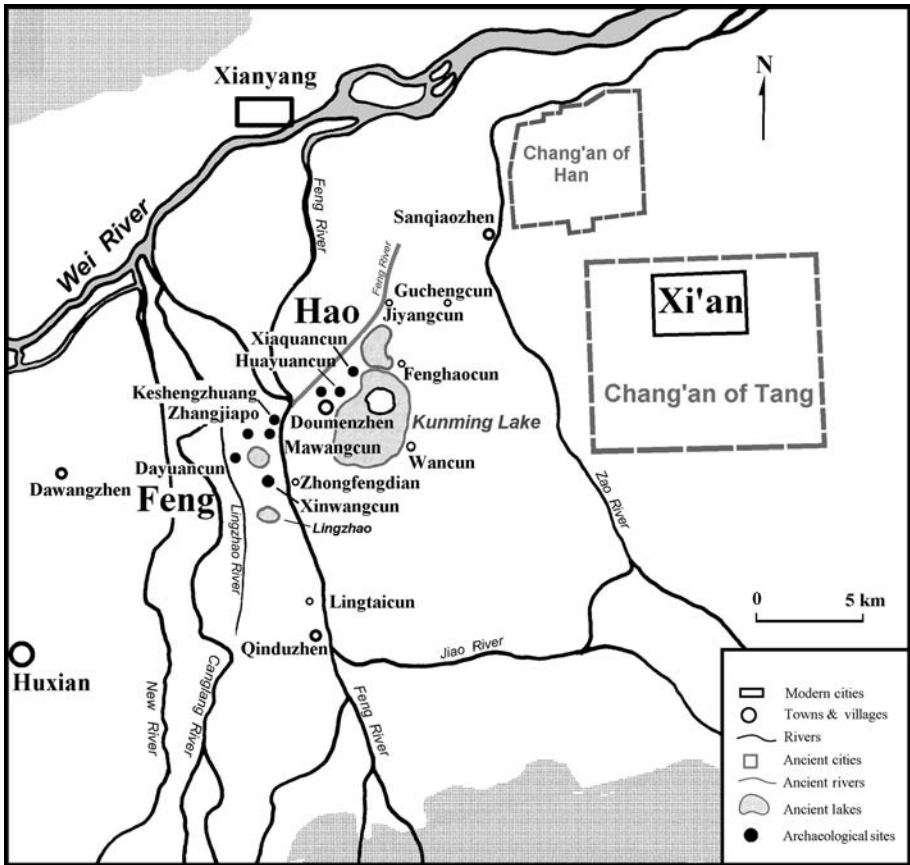 Xianyang
N
Chang'an of
Han
Feng River
Wei River
Sanqiaozhen
Feng River
Guchengcun
Hao
Jiyangcun
Xi'an
Xiaquancun
Huayuancun
Fenghaocun
Keshengzhuang
Chang'an of Tang
Zhangjiapo
Doumenzhen
Kunming Lake
Mawangcun
Wancun
Dayuancun
Dawangzhen
Feng
Zhongfengdian
Xinwangcun
Zao River
Lingzhao River
Lingzhao
0 5 km
Lingtaicun
Qinduzhen
Jiao River
Huxian
New River
Canglang River
Feng River
Modern cities
Towns & villages
Rivers
Ancient cities
Ancient rivers
Ancient lakes
Archaeological sites